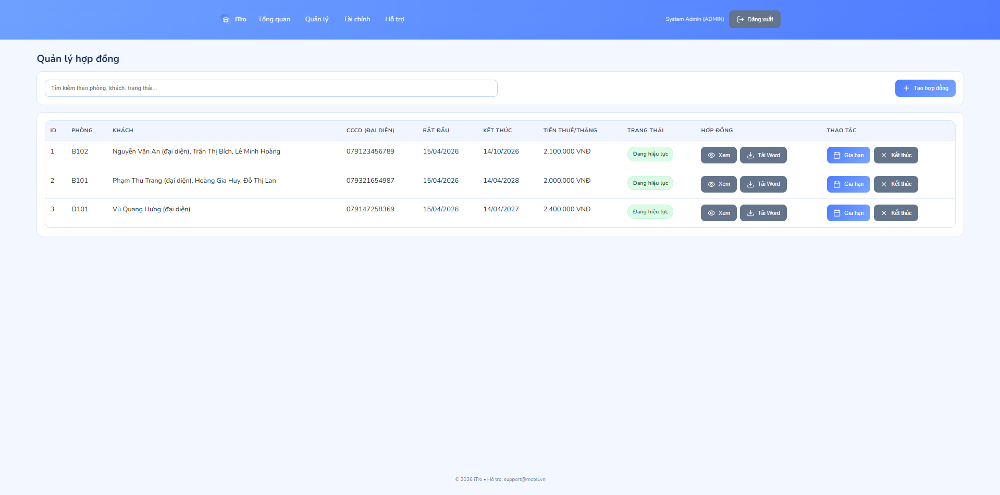 iTro Tổng quan Quản lý Tài chính Hỗ trợ System Admin (ADMIN) Đăng xuất
Quản lý hợp đồng
Tìm kiếm theo phòng, khách, trạng thái... Tạo hợp đồng
ID PHÒNG KHÁCH CCCD (ĐẠI DIỆN) BẮT ĐẦU KẾT THÚC TIỀN THUÊ/THÁNG TRẠNG THÁI HỢP ĐỒNG THAO TÁC
1 B102 Nguyễn Văn An (đại diện), Trần Thị Bích, Lê Minh Hoàng 079123456789 15/04/2026 14/10/2026 2.100.000 VNĐ Đang hiệu lực Xem Tải Word Gia hạn Kết thúc
2 B101 Phạm Thu Trang (đại diện), Hoàng Gia Huy, Đỗ Thị Lan 079321654987 15/04/2026 14/04/2028 2.000.000 VNĐ Đang hiệu lực Xem Tải Word Gia hạn Kết thúc
3 D101 Vũ Quang Hưng (đại diện) 079147258369 15/04/2026 14/04/2027 2.400.000 VNĐ Đang hiệu lực Xem Tải Word Gia hạn Kết thúc
© 2026 iTro • Hỗ trợ: support@motel.vn